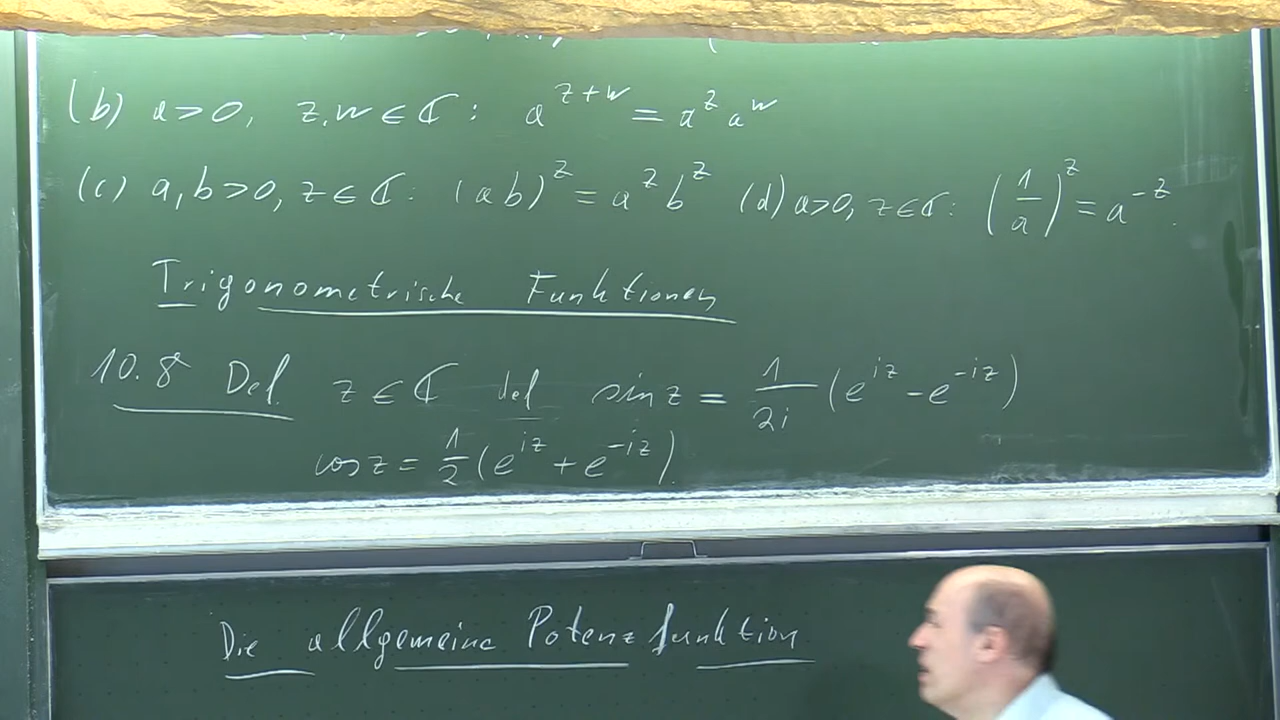 (b) a>0, z,w ∈ ℂ: a^{z+w} = a^z a^w
(c) a,b>0, z ∈ ℂ: (ab)^z = a^z b^z (d) a>0, z ∈ ℂ: (1/a)^z = a^{-z}.
Trigonometrische Funktionen
10.8 Def. z ∈ ℂ def sin z = 1/2i (e^{iz} - e^{-iz})
cos z = 1/2 (e^{iz} + e^{-iz}).
Die allgemeine Potenzfunktion